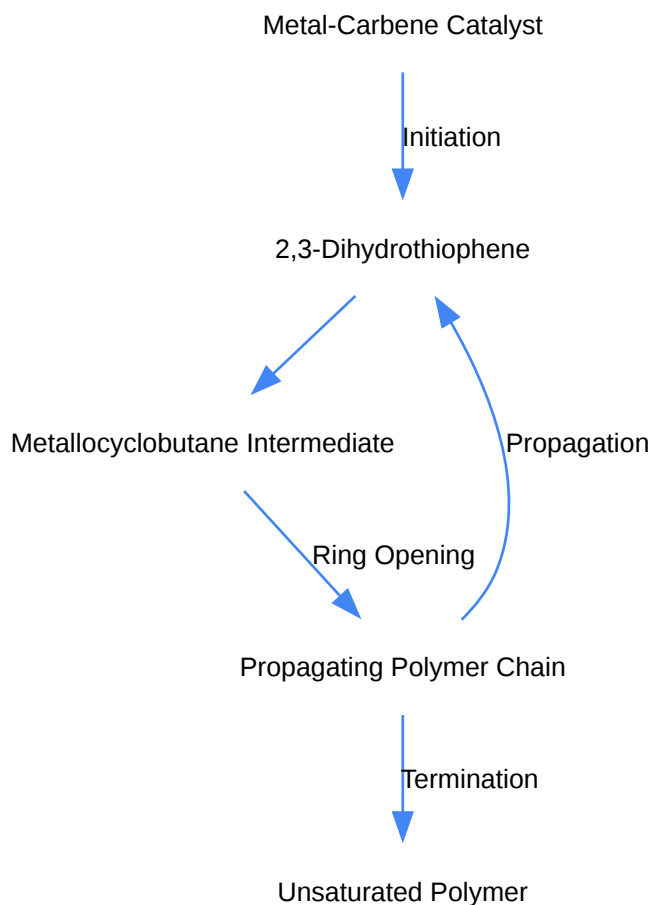 Metal-Carbene Catalyst
Initiation
2,3-Dihydrothiophene
Metallocyclobutane Intermediate
Propagation
Ring Opening
Propagating Polymer Chain
Termination
Unsaturated Polymer